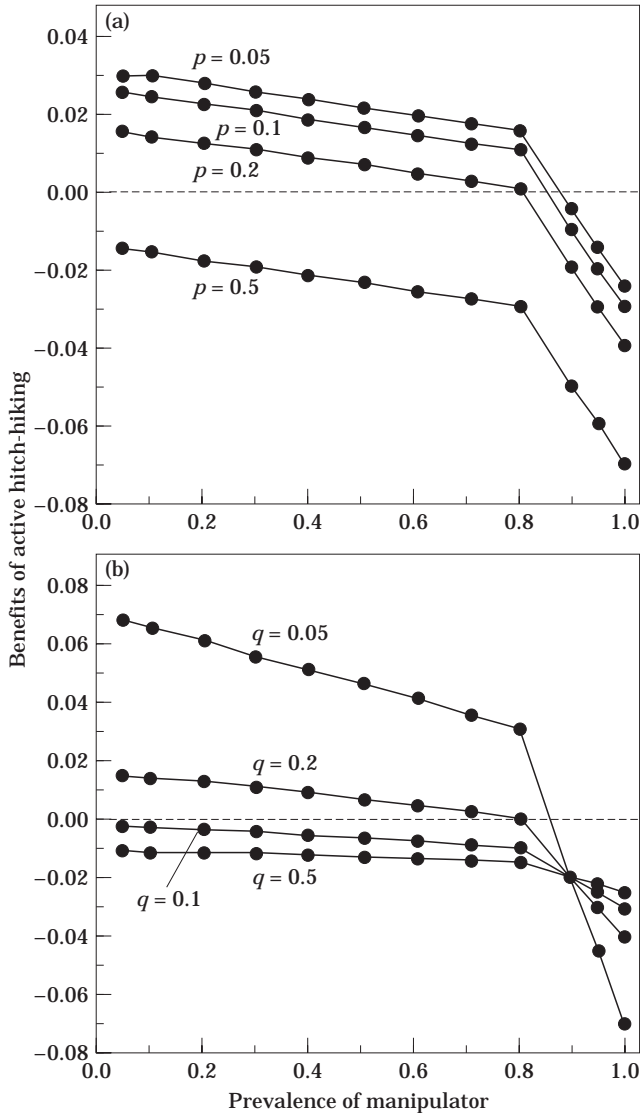 (a)
0.04
0.02
0.00
−0.02
−0.04
−0.06
−0.08
p = 0.05
p = 0.1
p = 0.2
p = 0.5
0.0 0.2 0.4 0.6 0.8 1.0
Benefits of active hitch-hiking
(b)
0.08
0.06
0.04
0.02
0.00
−0.02
−0.04
−0.06
−0.08
q = 0.05
q = 0.2
q = 0.1
q = 0.5
0.0 0.2 0.4 0.6 0.8 1.0
Prevalence of manipulator